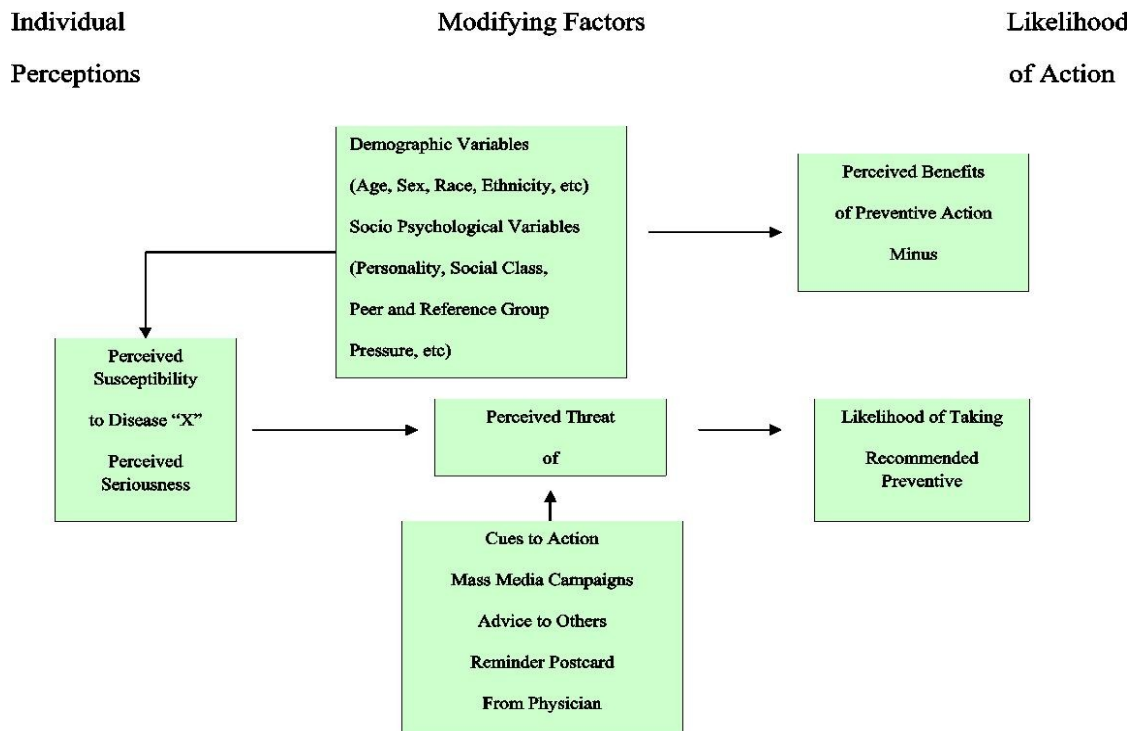 Individual
Perceptions
Modifying Factors
Likelihood
of Action
Demographic Variables
(Age, Sex, Race, Ethnicity, etc)
Socio Psychological Variables
(Personality, Social Class,
Peer and Reference Group
Pressure, etc)
Perceived Benefits
of Preventive Action
Minus
Perceived
Susceptibility
to Disease “X”
Perceived
Seriousness
Perceived Threat
of
Likelihood of Taking
Recommended
Preventive
Cues to Action
Mass Media Campaigns
Advice to Others
Reminder Postcard
From Physician